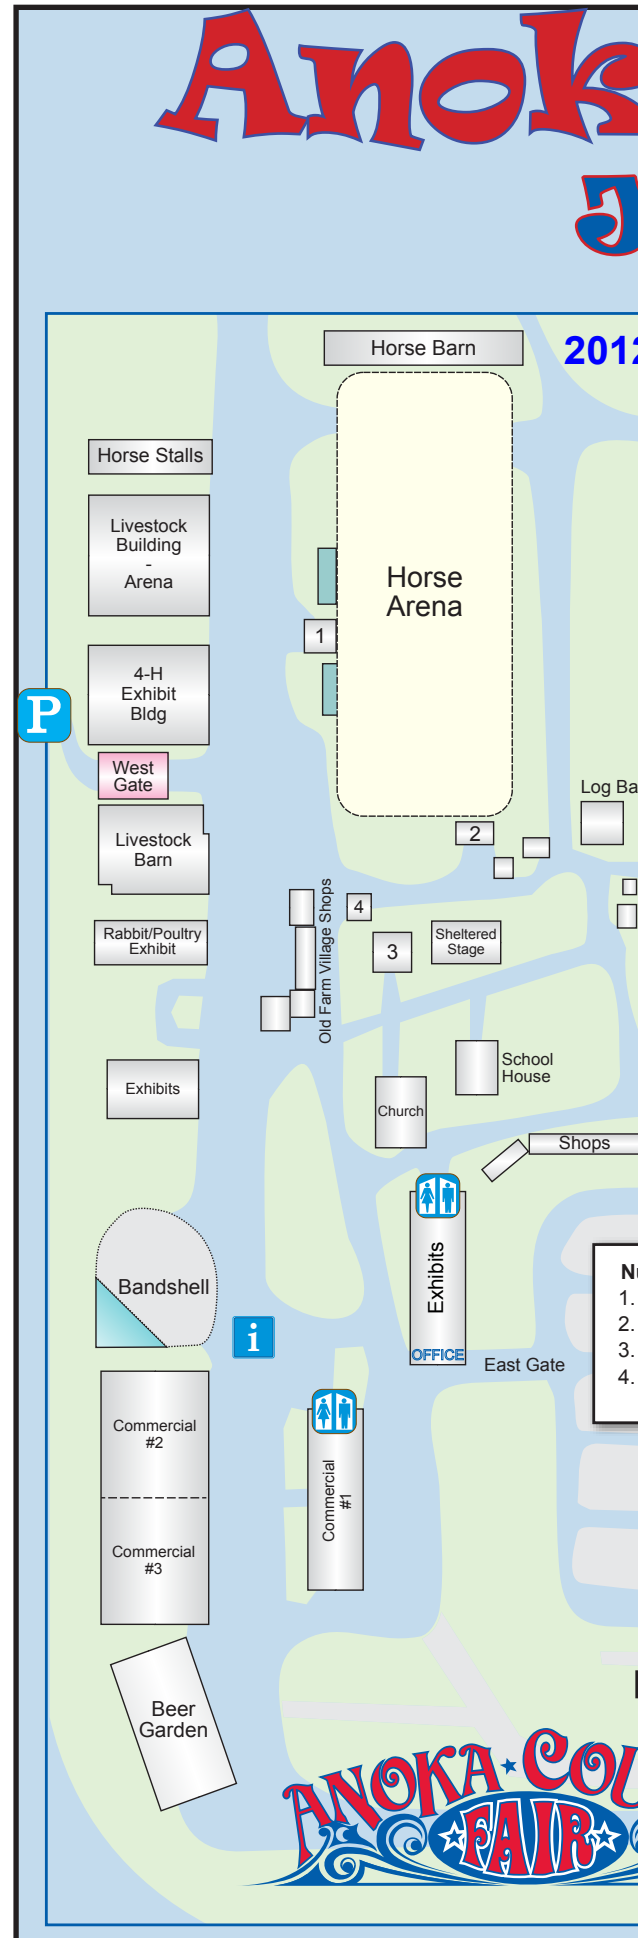 Anok
J
2012
Horse Barn
Horse Stalls
Livestock
Building
-
Arena
Horse
Arena
1
4-H
Exhibit
Bldg
P
West
Gate
Log Ba
2
Livestock
Barn
4
Old Farm Village Shops
Rabbit/Poultry
Exhibit
3
Sheltered
Stage
School
House
Exhibits
Church
Shops
Exhibits
OFFICE
Nu
1.
2.
3.
4.
Bandshell
i
East Gate
Commercial
#2
Commercial
#1
Commercial
#3
Beer
Garden
ANOKA COU
FAIR